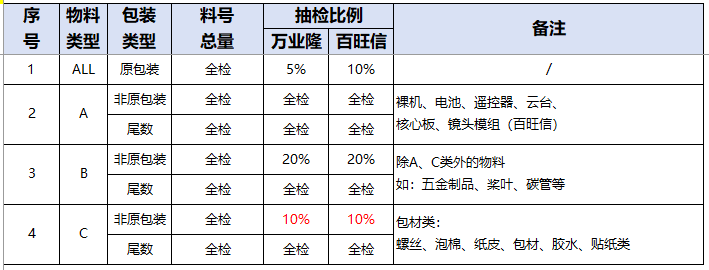 序号 物料类型 包装类型 料号总量 抽检比例 备注
万业隆 百旺信
1 ALL 原包装 全检 5% 10% /
2 A 非原包装 全检 全检 全检 裸机、电池、遥控器、云台、
尾数 全检 全检 全检 核心板、镜头模组（百旺信）
3 B 非原包装 全检 20% 20% 除A、C类外的物料
尾数 全检 全检 全检 如：五金制品、桨叶、碳管等
4 C 非原包装 全检 10% 10% 包材类：
尾数 全检 全检 全检 螺丝、泡棉、纸皮、包材、胶水、贴纸类